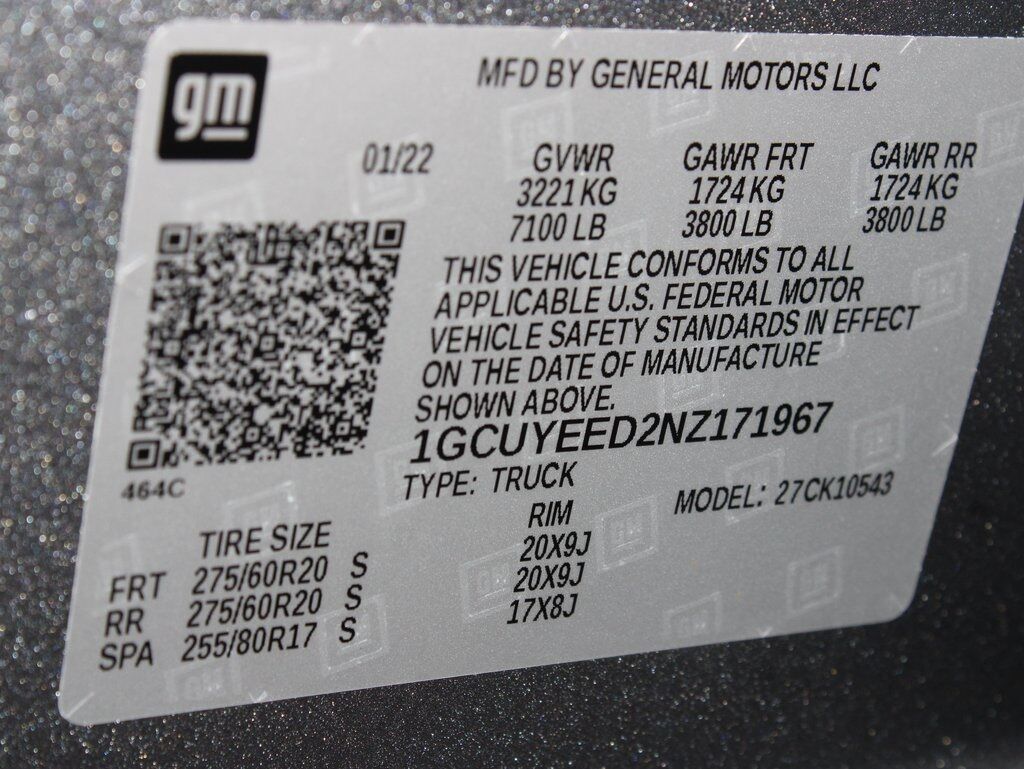 gm
MFD BY GENERAL MOTORS LLC
01/22 GVWR GAWR FRT GAWR RR
3221 KG 1724 KG 1724 KG
7100 LB 3800 LB 3800 LB
THIS VEHICLE CONFORMS TO ALL
APPLICABLE U.S. FEDERAL MOTOR
VEHICLE SAFETY STANDARDS IN EFFECT
ON THE DATE OF MANUFACTURE
SHOWN ABOVE.
1GCUYEED2NZ171967
464C
TYPE: TRUCK MODEL: 27CK10543
TIRE SIZE RIM
FRT 275/60R20 S 20X9J
RR 275/60R20 S 20X9J
SPA 255/80R17 S 17X8J